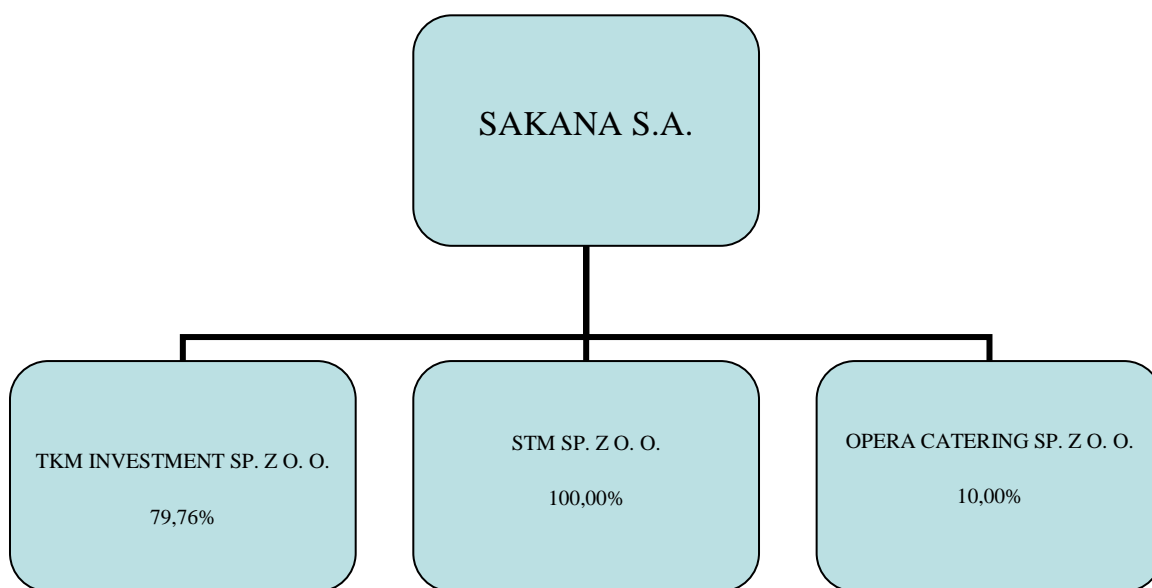 SAKANA S.A.
TKM INVESTMENT SP. Z O. O.
79,76%
STM SP. Z O. O.
100,00%
OPERA CATERING SP. Z O. O.
10,00%